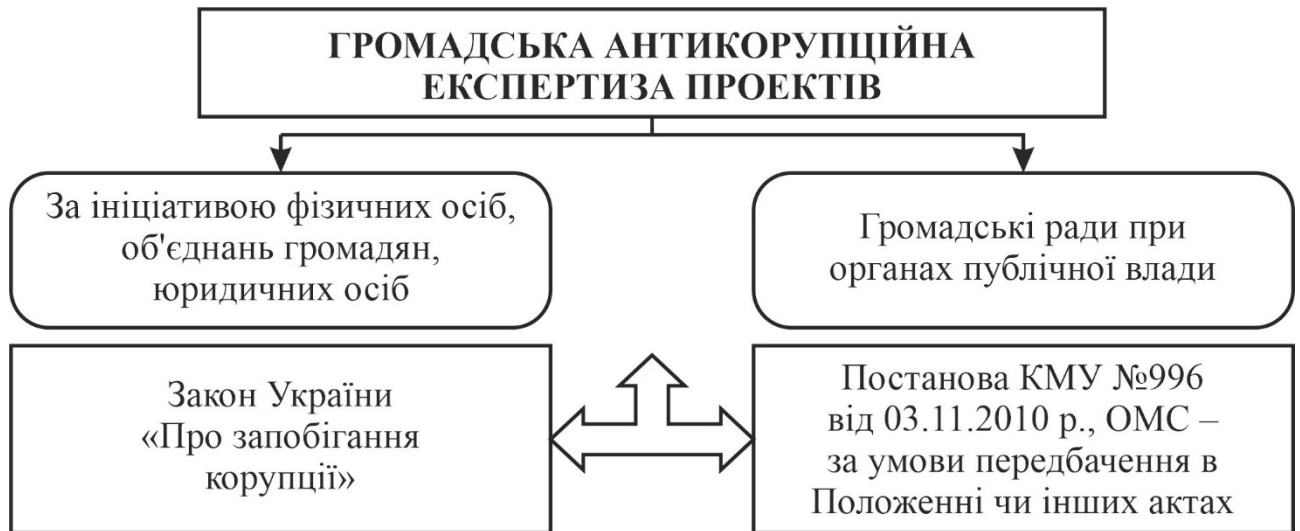 ГРОМАДСЬКА АНТИКОРУПЦІЙНА
ЕКСПЕРТИЗА ПРОЕКТІВ
За ініціативою фізичних осіб,
об'єднань громадян,
юридичних осіб
Громадські ради при
органах публічної влади
Закон України
«Про запобігання
корупції»
Постанова КМУ №996
від 03.11.2010 р., ОМС –
за умови передбачення в
Положенні чи інших актах